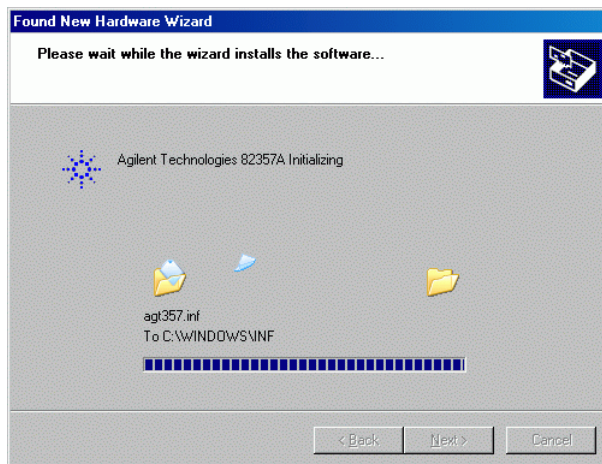 Found New Hardware Wizard
Please wait while the wizard installs the software...
Agilent Technologies 82357A Initializing
agt357.inf
To C:\WINDOWS\INF
< Back
Next >
Cancel